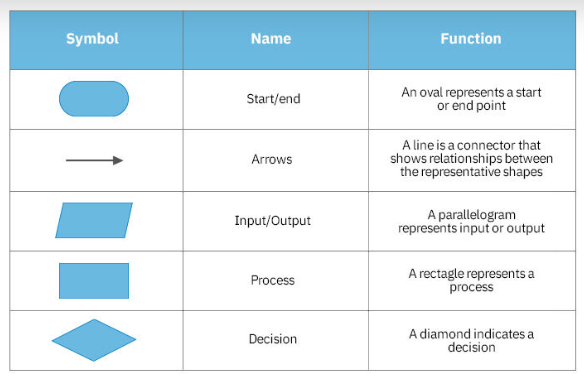 Symbol Name Function
Start/end
An oval represents a start
or end point
Arrows
A line is a connector that
shows relationships between
the representative shapes
Input/Output
A parallelogram
represents input or output
Process
A rectagle represents a
process
Decision
A diamond indicates a
decision